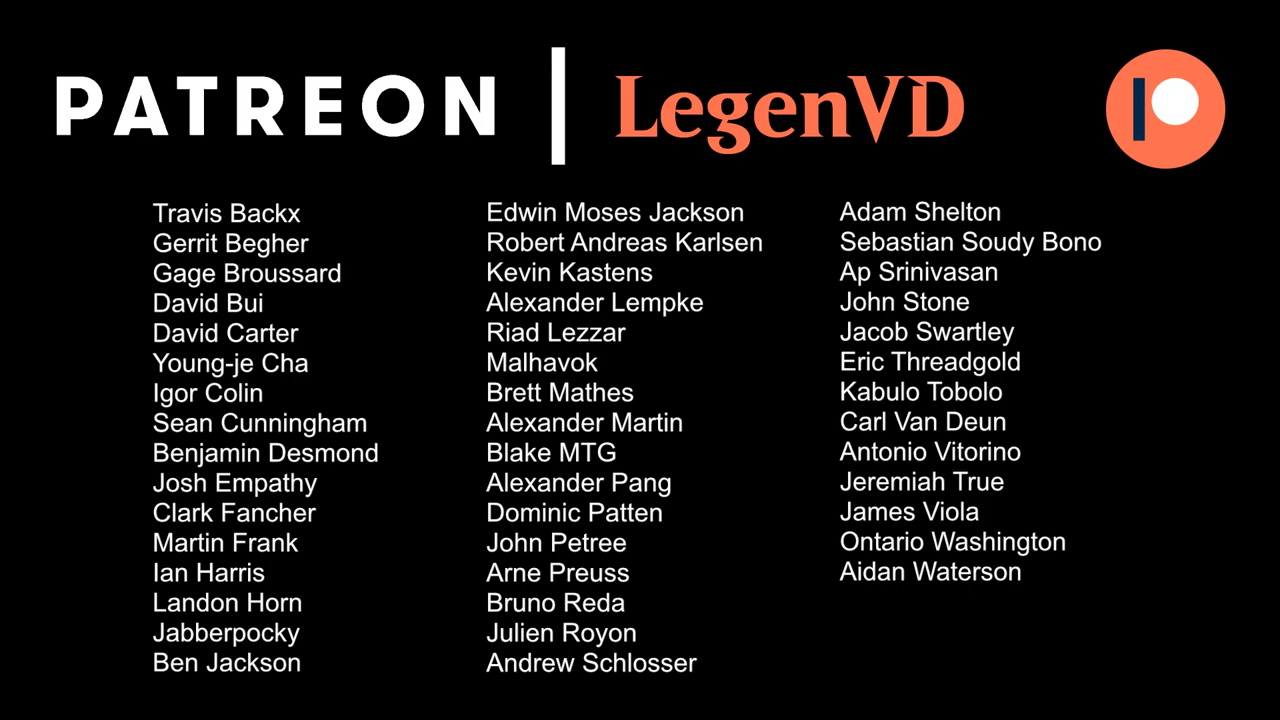 PATREON | LegenVD
Travis Backx
Gerrit Begher
Gage Broussard
David Bui
David Carter
Young-je Cha
Igor Colin
Sean Cunningham
Benjamin Desmond
Josh Empathy
Clark Fancher
Martin Frank
Ian Harris
Landon Horn
Jabberpocky
Ben Jackson
Edwin Moses Jackson
Robert Andreas Karlsen
Kevin Kastens
Alexander Lempke
Riad Lezzar
Malhavok
Brett Mathes
Alexander Martin
Blake MTG
Alexander Pang
Dominic Patten
John Petree
Arne Preuss
Bruno Reda
Julien Royon
Andrew Schlosser
Adam Shelton
Sebastian Soudy Bono
Ap Srinivasan
John Stone
Jacob Swartley
Eric Threadgold
Kabulo Tobolo
Carl Van Deun
Antonio Vitorino
Jeremiah True
James Viola
Ontario Washington
Aidan Waterson